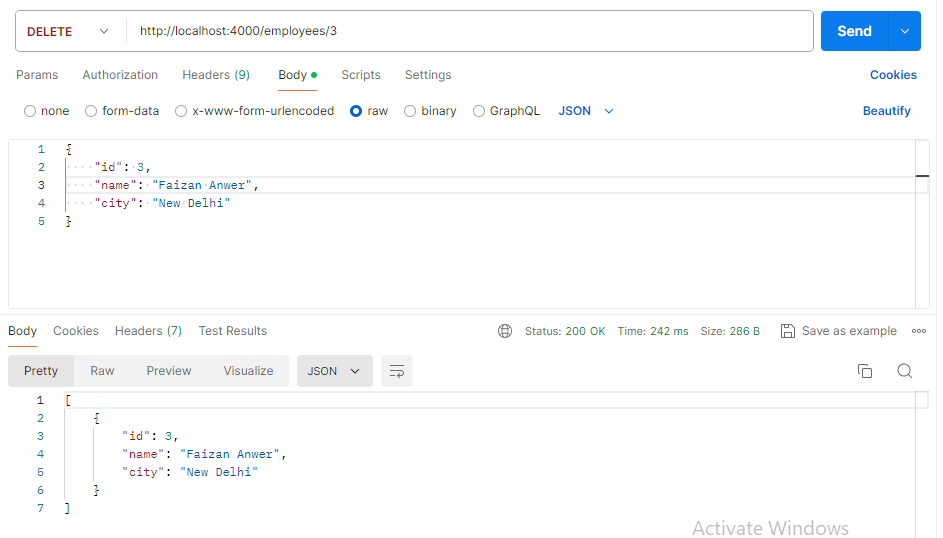 DELETE http://localhost:4000/employees/3 Send
Params Authorization Headers (9) Body Scripts Settings Cookies
none form-data x-www-form-urlencoded raw binary GraphQL JSON Beautify
1 {
2 "id": 3,
3 "name": "Faizan Anwer",
4 "city": "New Delhi"
5 }
Body Cookies Headers (7) Test Results Status: 200 OK Time: 242 ms Size: 286 B Save as example
Pretty Raw Preview Visualize JSON
1 [
2 {
3 "id": 3,
4 "name": "Faizan Anwer",
5 "city": "New Delhi"
6 }
7 ]
Activate Windows